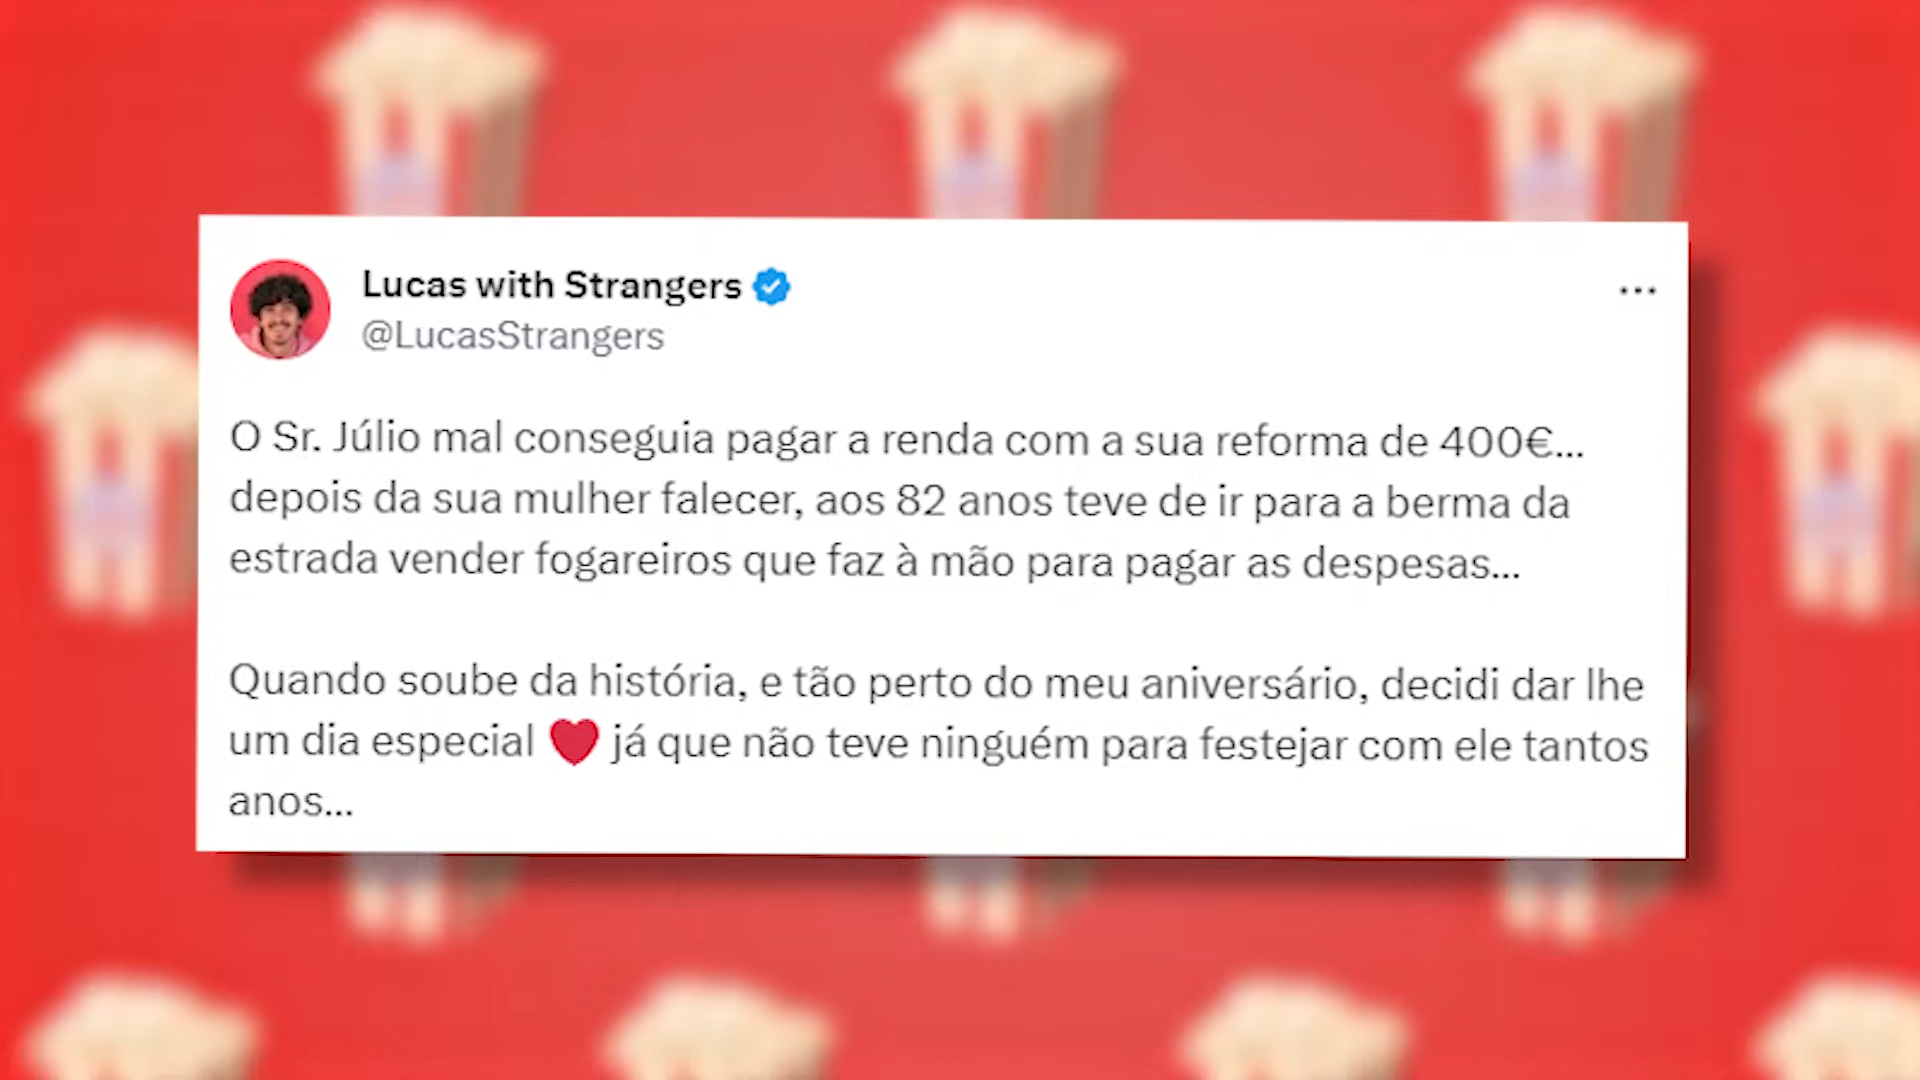 Lucas with Strangers
@LucasStrangers
O Sr. Júlio mal conseguia pagar a renda com a sua reforma de 400€...
depois da sua mulher falecer, aos 82 anos teve de ir para a berma da
estrada vender fogareiros que faz à mão para pagar as despesas...
Quando soube da história, e tão perto do meu aniversário, decidi dar lhe
um dia especial ❤️ já que não teve ninguém para festejar com ele tantos
anos...